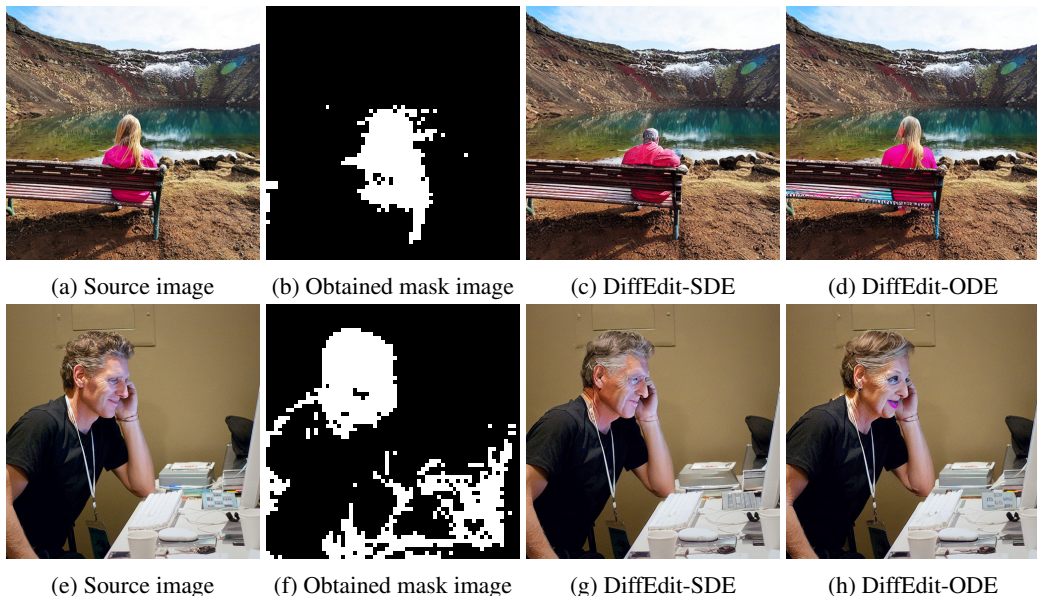 (a) Source image
(b) Obtained mask image
(c) DiffEdit-SDE
(d) DiffEdit-ODE
(e) Source image
(f) Obtained mask image
(g) DiffEdit-SDE
(h) DiffEdit-ODE